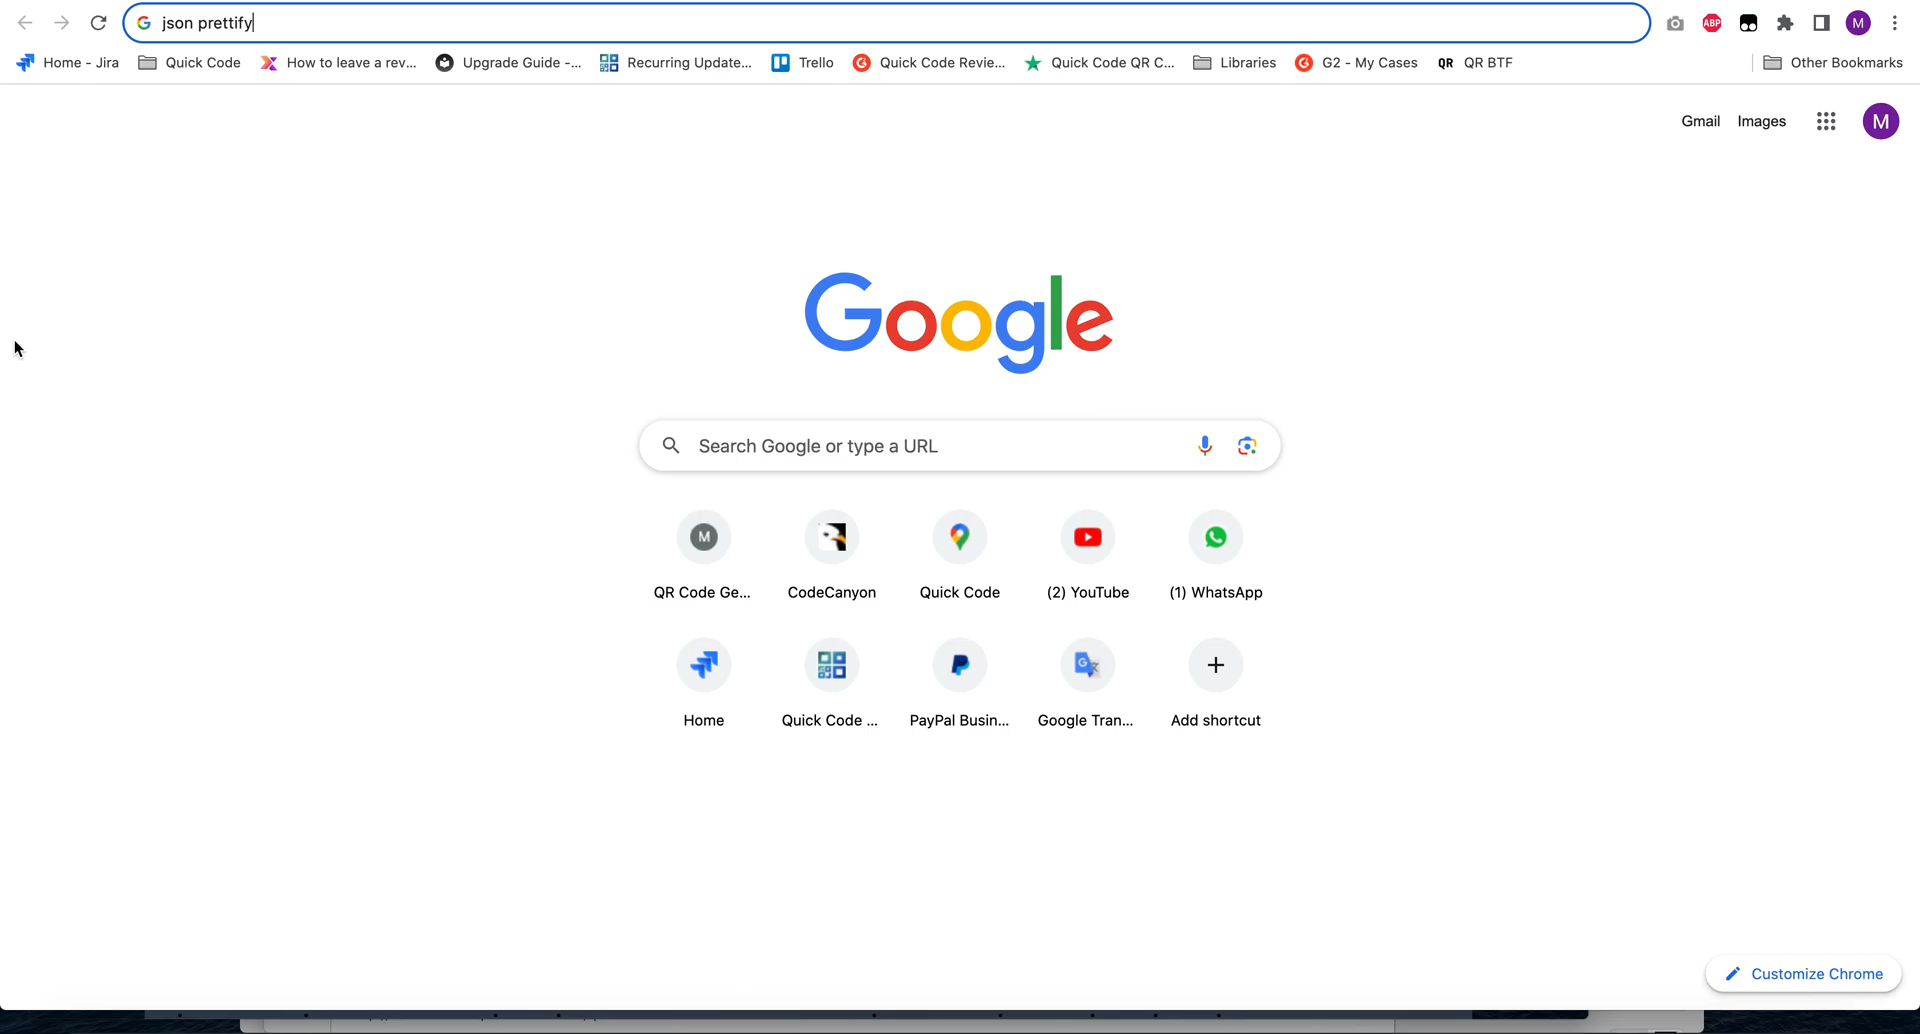 json prettify
ABP
M
Home - Jira
Quick Code
How to leave a rev...
Upgrade Guide -...
Recurring Update...
Trello
Quick Code Revie...
Quick Code QR C...
Libraries
G2 - My Cases
QR QR BTF
Other Bookmarks
Gmail Images M
Google
Search Google or type a URL
M
QR Code Ge... CodeCanyon Quick Code (2) YouTube (1) WhatsApp
Home Quick Code ... PayPal Busin... Google Tran... Add shortcut
Customize Chrome